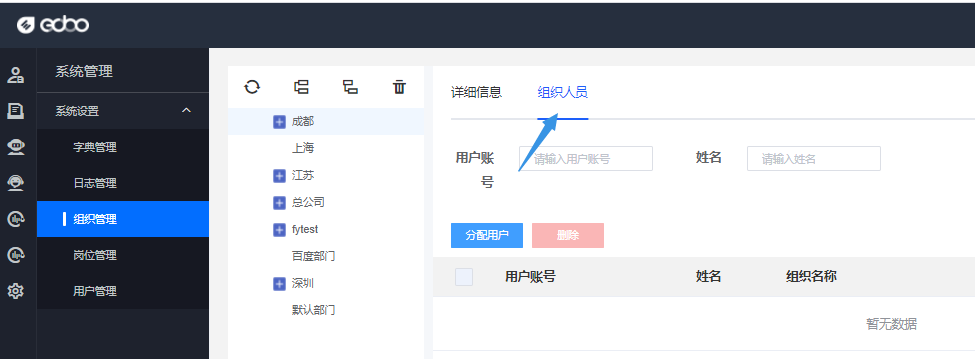 edbo
系统管理
系统设置
字典管理
日志管理
组织管理
岗位管理
用户管理
成都
上海
江苏
总公司
fytest
百度部门
深圳
默认部门
详细信息 组织人员
用户账号 请输入用户账号 姓名 请输入姓名
分配用户 删除
用户账号 姓名 组织名称
暂无数据